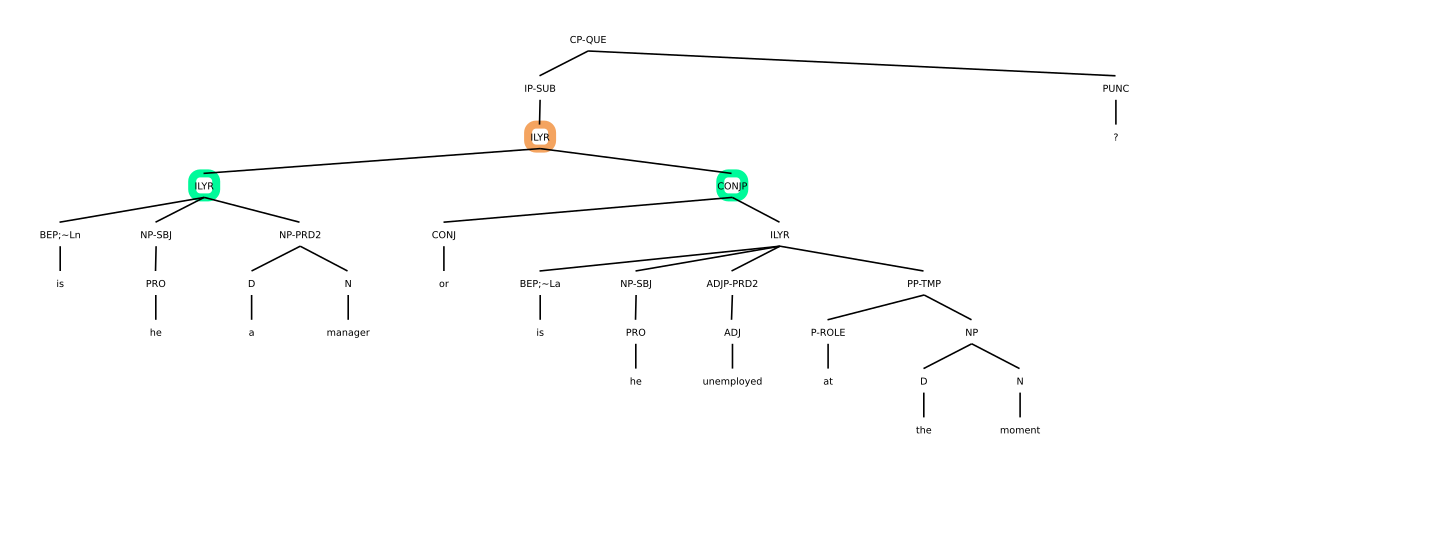 CP-QUE
IP-SUB PUNC
ILYR ?
ILYR CONJP
BEP;~Ln NP-SBJ NP-PRD2 CONJ ILYR
is PRO D N or BEP;~La NP-SBJ ADJP-PRD2 PP-TMP
he a manager is PRO ADJ P-ROLE NP
he unemployed at D N
the moment